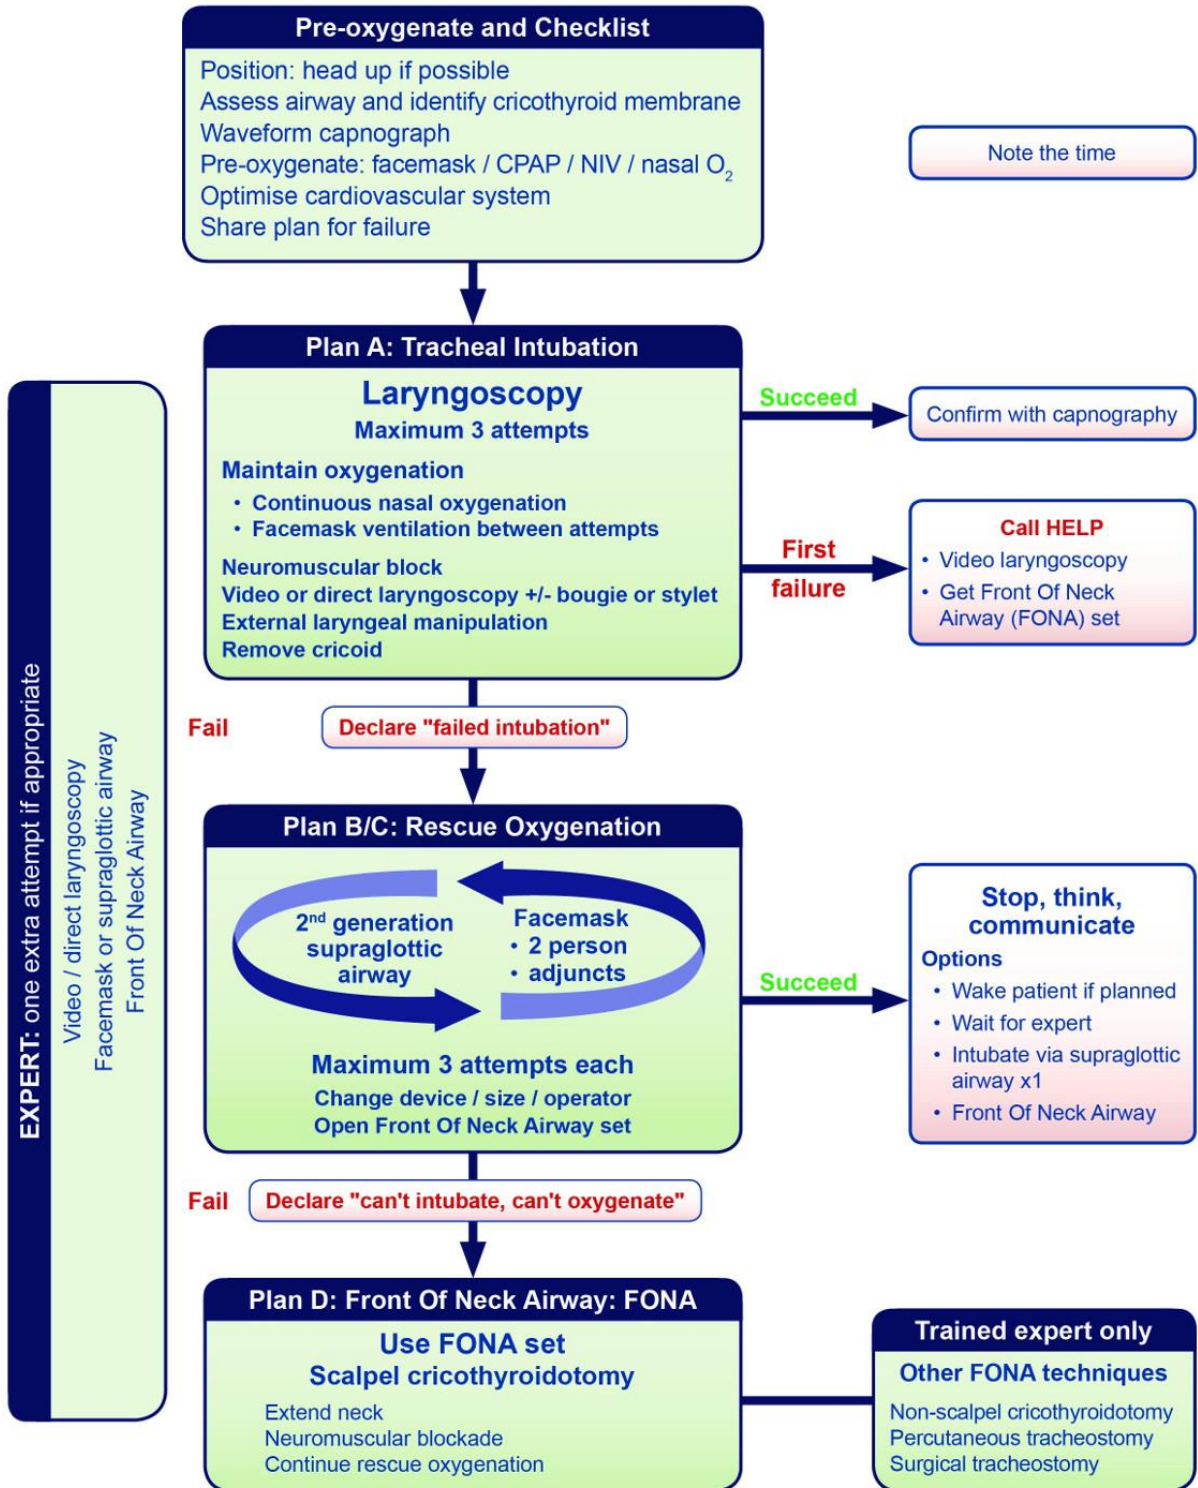 Pre-oxygenate and Checklist
Position: head up if possible
Assess airway and identify cricothyroid membrane
Waveform capnograph
Pre-oxygenate: facemask / CPAP / NIV / nasal O₂
Optimise cardiovascular system
Share plan for failure
Note the time
Plan A: Tracheal Intubation
Laryngoscopy
Maximum 3 attempts
Maintain oxygenation
• Continuous nasal oxygenation
• Facemask ventilation between attempts
Neuromuscular block
Video or direct laryngoscopy +/- bougie or stylet
External laryngeal manipulation
Remove cricoid
Succeed
Confirm with capnography
First
failure
Call HELP
• Video laryngoscopy
• Get Front Of Neck
Airway (FONA) set
Fail
Declare "failed intubation"
EXPERT: one extra attempt if appropriate
Video / direct laryngoscopy
Facemask or supraglottic airway
Front Of Neck Airway
Plan B/C: Rescue Oxygenation
2nd generation
supraglottic
airway
Facemask
• 2 person
• adjuncts
Maximum 3 attempts each
Change device / size / operator
Open Front Of Neck Airway set
Succeed
Stop, think,
communicate
Options
• Wake patient if planned
• Wait for expert
• Intubate via supraglottic
airway x1
• Front Of Neck Airway
Fail
Declare "can't intubate, can't oxygenate"
Plan D: Front Of Neck Airway: FONA
Use FONA set
Scalpel cricothyroidotomy
Extend neck
Neuromuscular blockade
Continue rescue oxygenation
Trained expert only
Other FONA techniques
Non-scalpel cricothyroidotomy
Percutaneous tracheostomy
Surgical tracheostomy